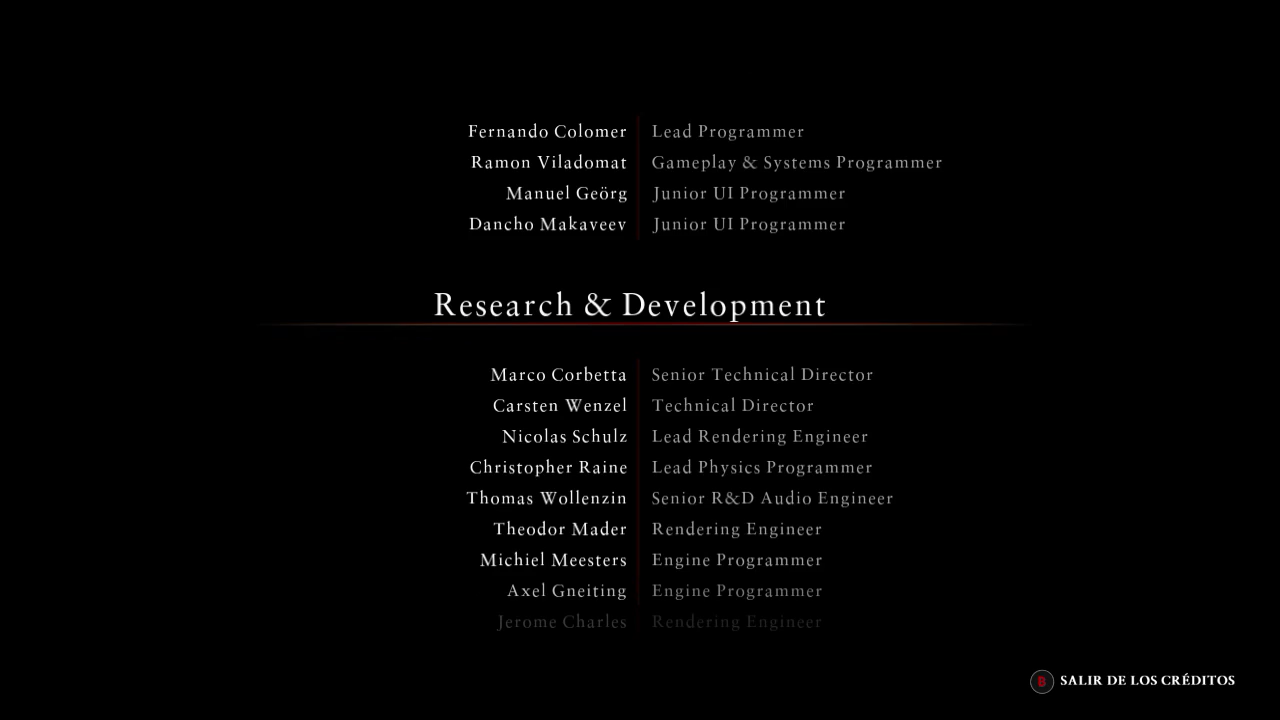 Fernando Colomer Lead Programmer
Ramon Viladomat Gameplay & Systems Programmer
Manuel Geörg Junior UI Programmer
Dancho Makaveev Junior UI Programmer
Research & Development
Marco Corbetta Senior Technical Director
Carsten Wenzel Technical Director
Nicolas Schulz Lead Rendering Engineer
Christopher Raine Lead Physics Programmer
Thomas Wollenzin Senior R&D Audio Engineer
Theodor Mader Rendering Engineer
Michiel Meesters Engine Programmer
Axel Gneiting Engine Programmer
Jerome Charles Rendering Engineer
B SALIR DE LOS CRÉDITOS